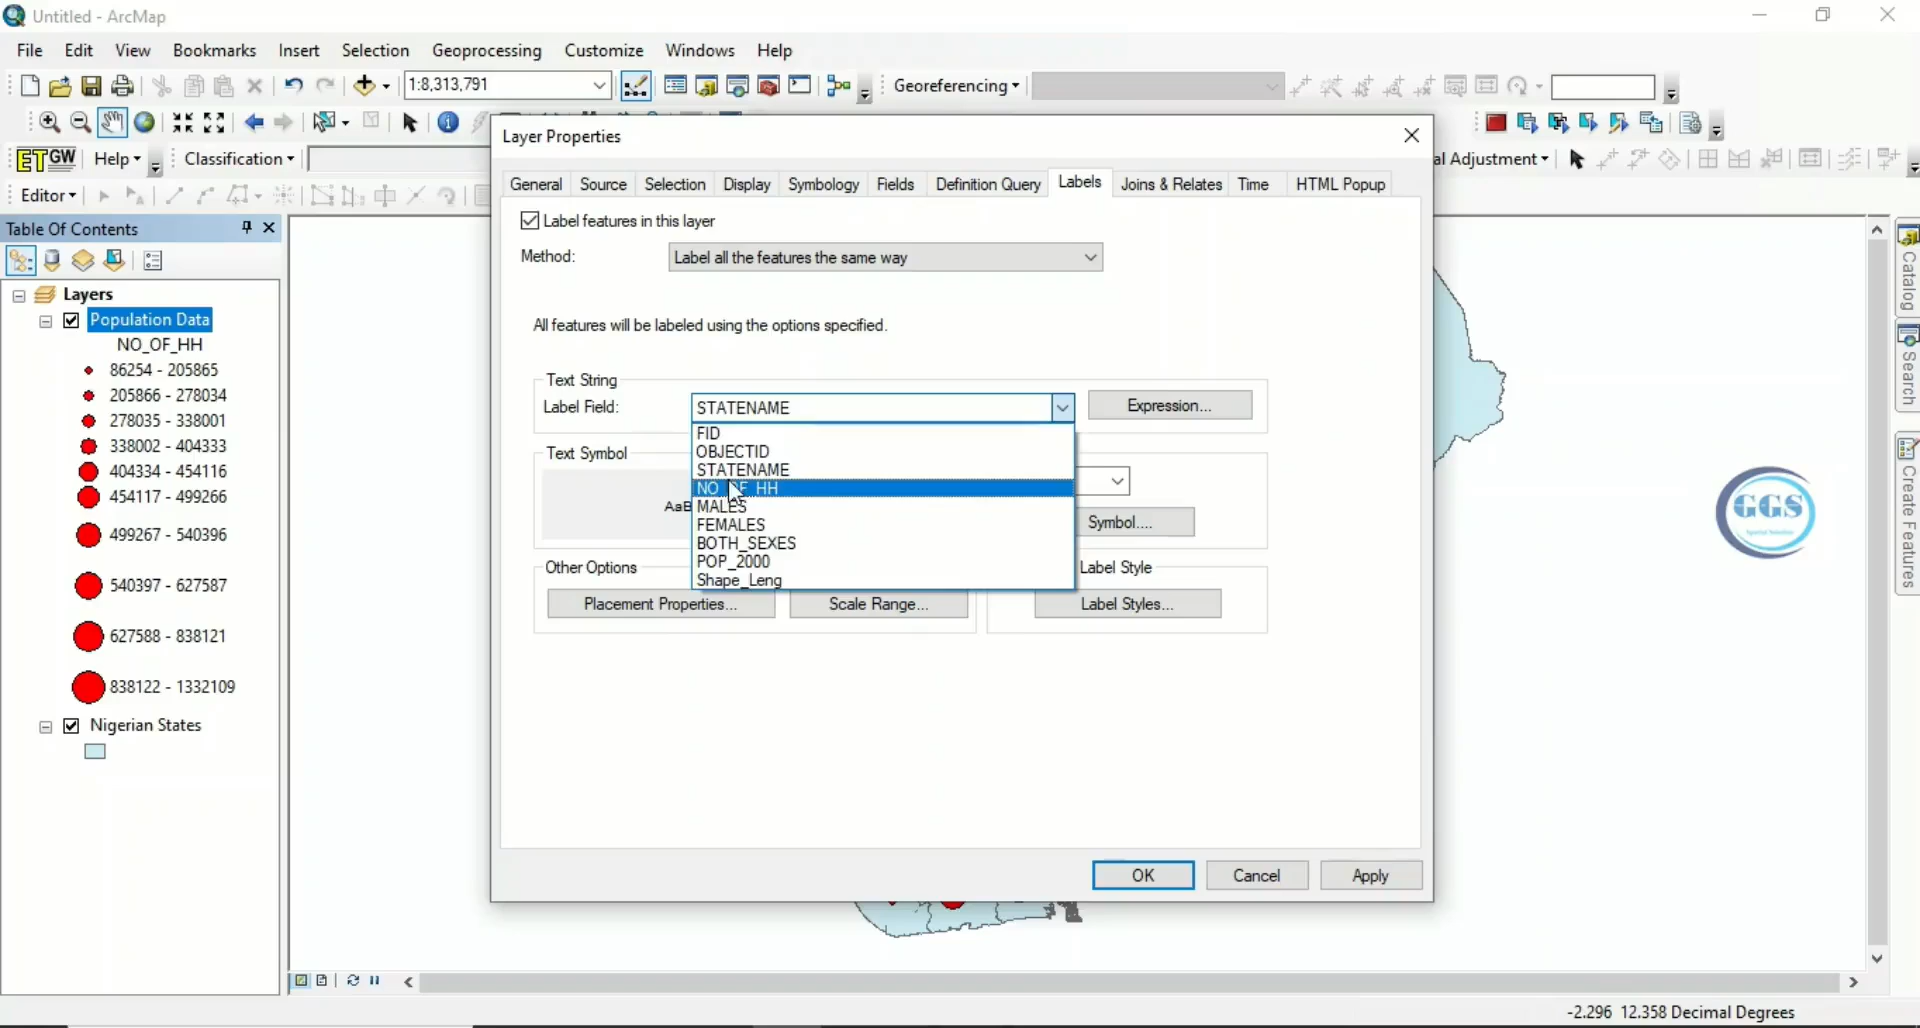 Untitled - ArcMap
File Edit View Bookmarks Insert Selection Geoprocessing Customize Windows Help
1:8,313,791 Georeferencing
ET GW Help Classification al Adjustment
Editor
Table Of Contents
Layers
Population Data
NO_OF_HH
86254 - 205865
205866 - 278034
278035 - 338001
338002 - 404333
404334 - 454116
454117 - 499266
499267 - 540396
540397 - 627587
627588 - 838121
838122 - 1332109
Nigerian States
Layer Properties
General Source Selection Display Symbology Fields Definition Query Labels Joins & Relates Time HTML Popup
Label features in this layer
Method: Label all the features the same way
All features will be labeled using the options specified.
Text String
Label Field: STATENAME Expression...
FID
OBJECTID
STATENAME
NO_OF_HH
MALES
FEMALES
BOTH_SEXES
POP_2000
Shape_Leng
Text Symbol
AaB
Symbol....
Other Options
Placement Properties... Scale Range...
Label Style
Label Styles...
OK Cancel Apply
Catalog
Search
Create Features
GGS
-2.296 12.358 Decimal Degrees